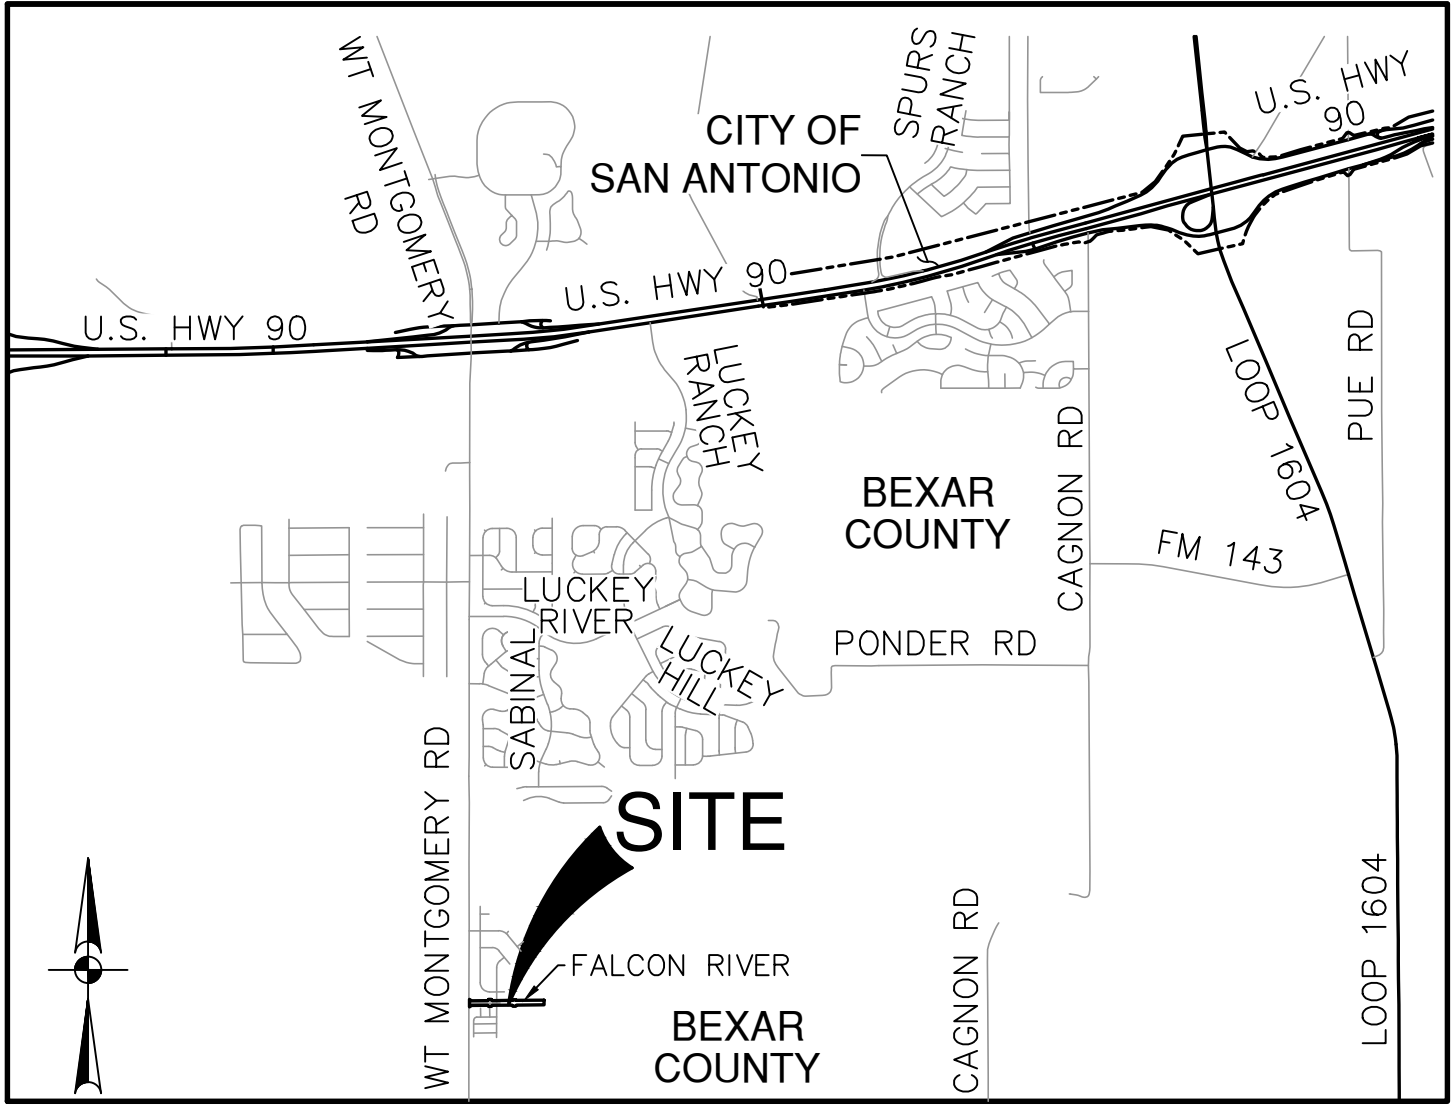 WT MONTGOMERY
RD
CITY OF
SAN ANTONIO
SPURS
RANCH
U.S. HWY
90
U.S. HWY 90
U.S. HWY 90
LUCKEY
RANCH
LOOP 1604
PUE RD
BEXAR
COUNTY
CAGNON RD
FM 143
LUCKEY
RIVER
SABINAL
LUCKEY
HILL
PONDER RD
WT MONTGOMERY RD
SITE
FALCON RIVER
BEXAR
COUNTY
CAGNON RD
LOOP 1604